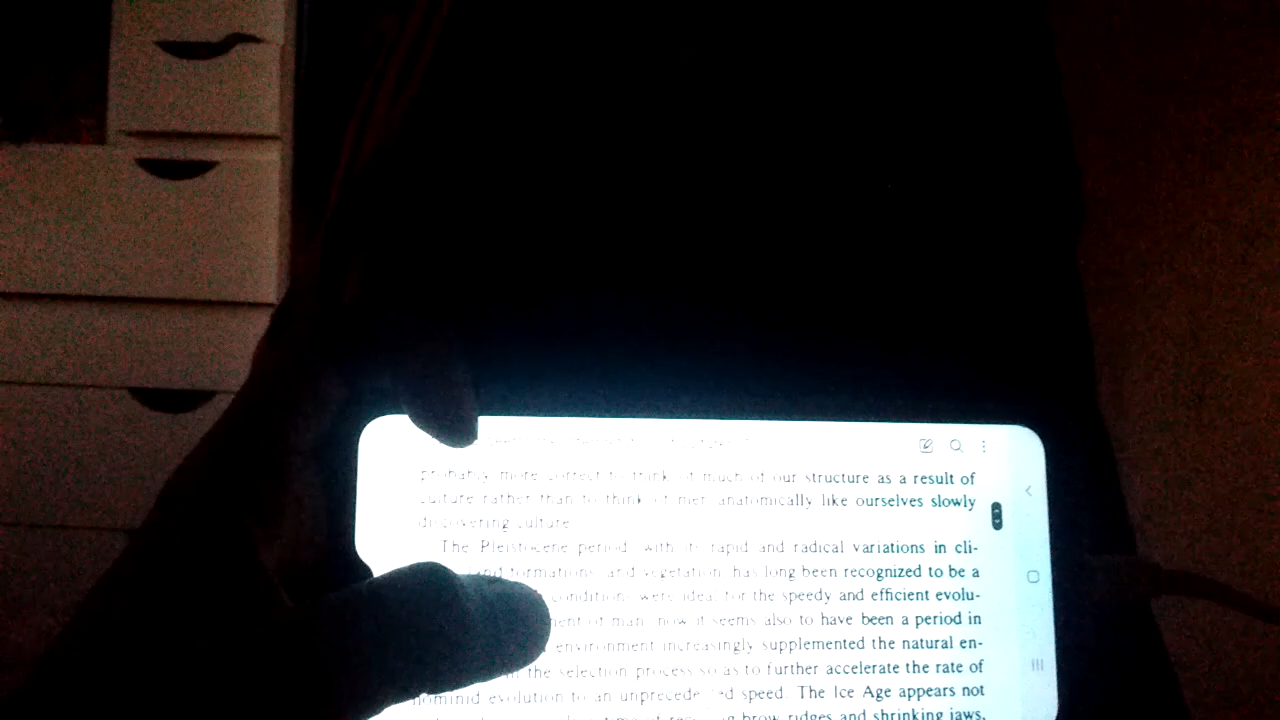 probably more correct to think of much of our structure as a result of
culture rather than to think of men anatomically like ourselves slowly
discovering culture
The Pleistocene period with its rapid and radical variations in cli-
land formations and vegetation has long been recognized to be a
conditions were ideal for the speedy and efficient evolu-
of man now it seems also to have been a period in
environment increasingly supplemented the natural en-
the selection process so as to further accelerate the rate of
hominid evolution to an unprecedented speed. The Ice Age appears not
brow ridges and shrinking jaws,